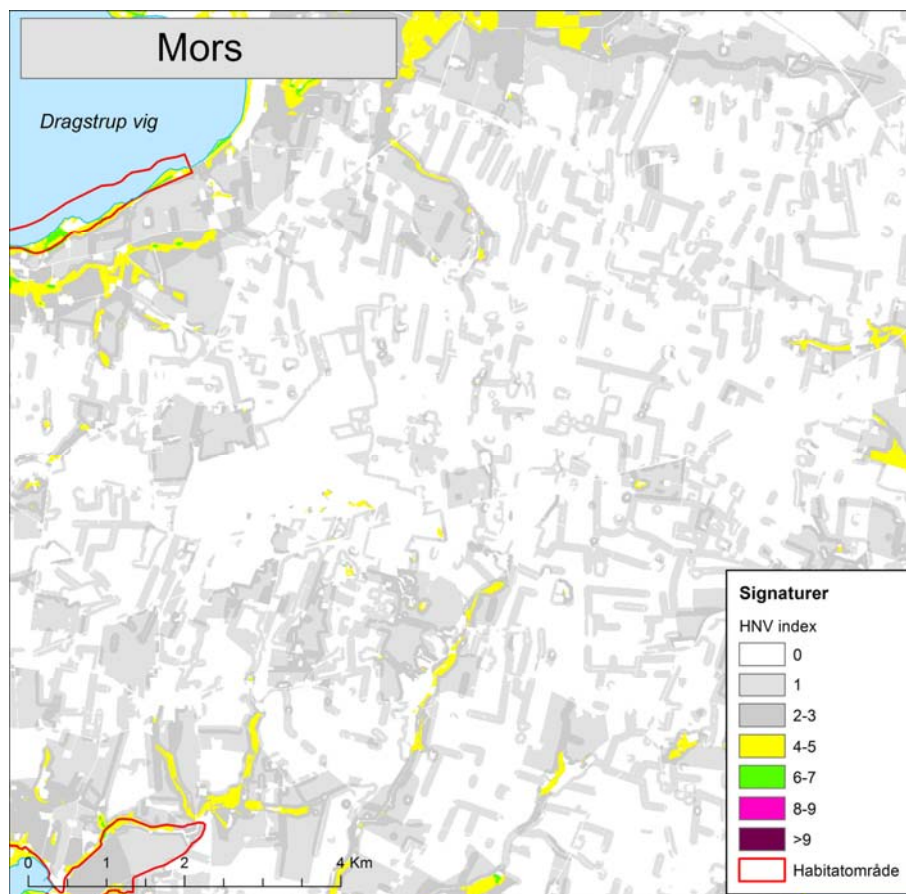 Mors
Dragstrup vig
Signaturer
HNV index
0
1
2-3
4-5
6-7
8-9
>9
Habitatområde
0 1 2 4 Km